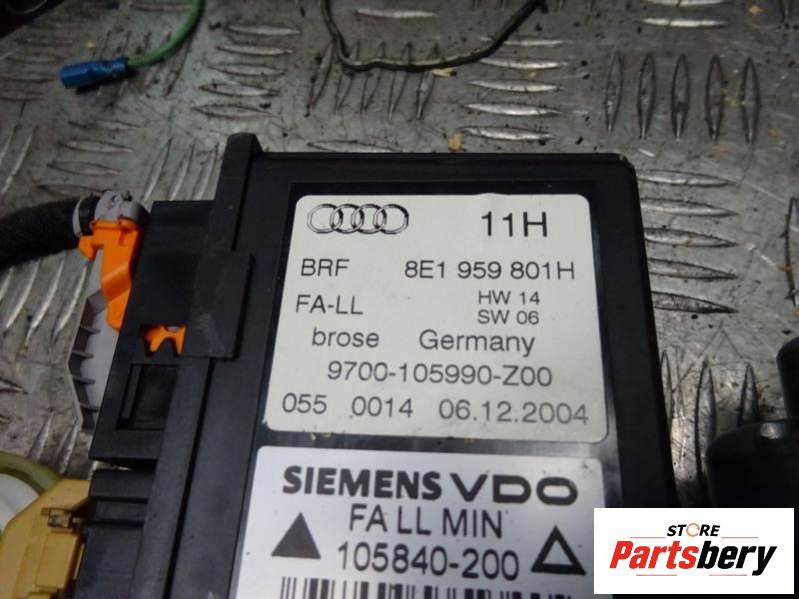 11H
BRF 8E1 959 801H
FA-LL HW 14
SW 06
brose Germany
9700-105990-Z00
055 0014 06.12.2004
SIEMENS VDO
FA LL MIN
105840-200
STORE
Partsbery